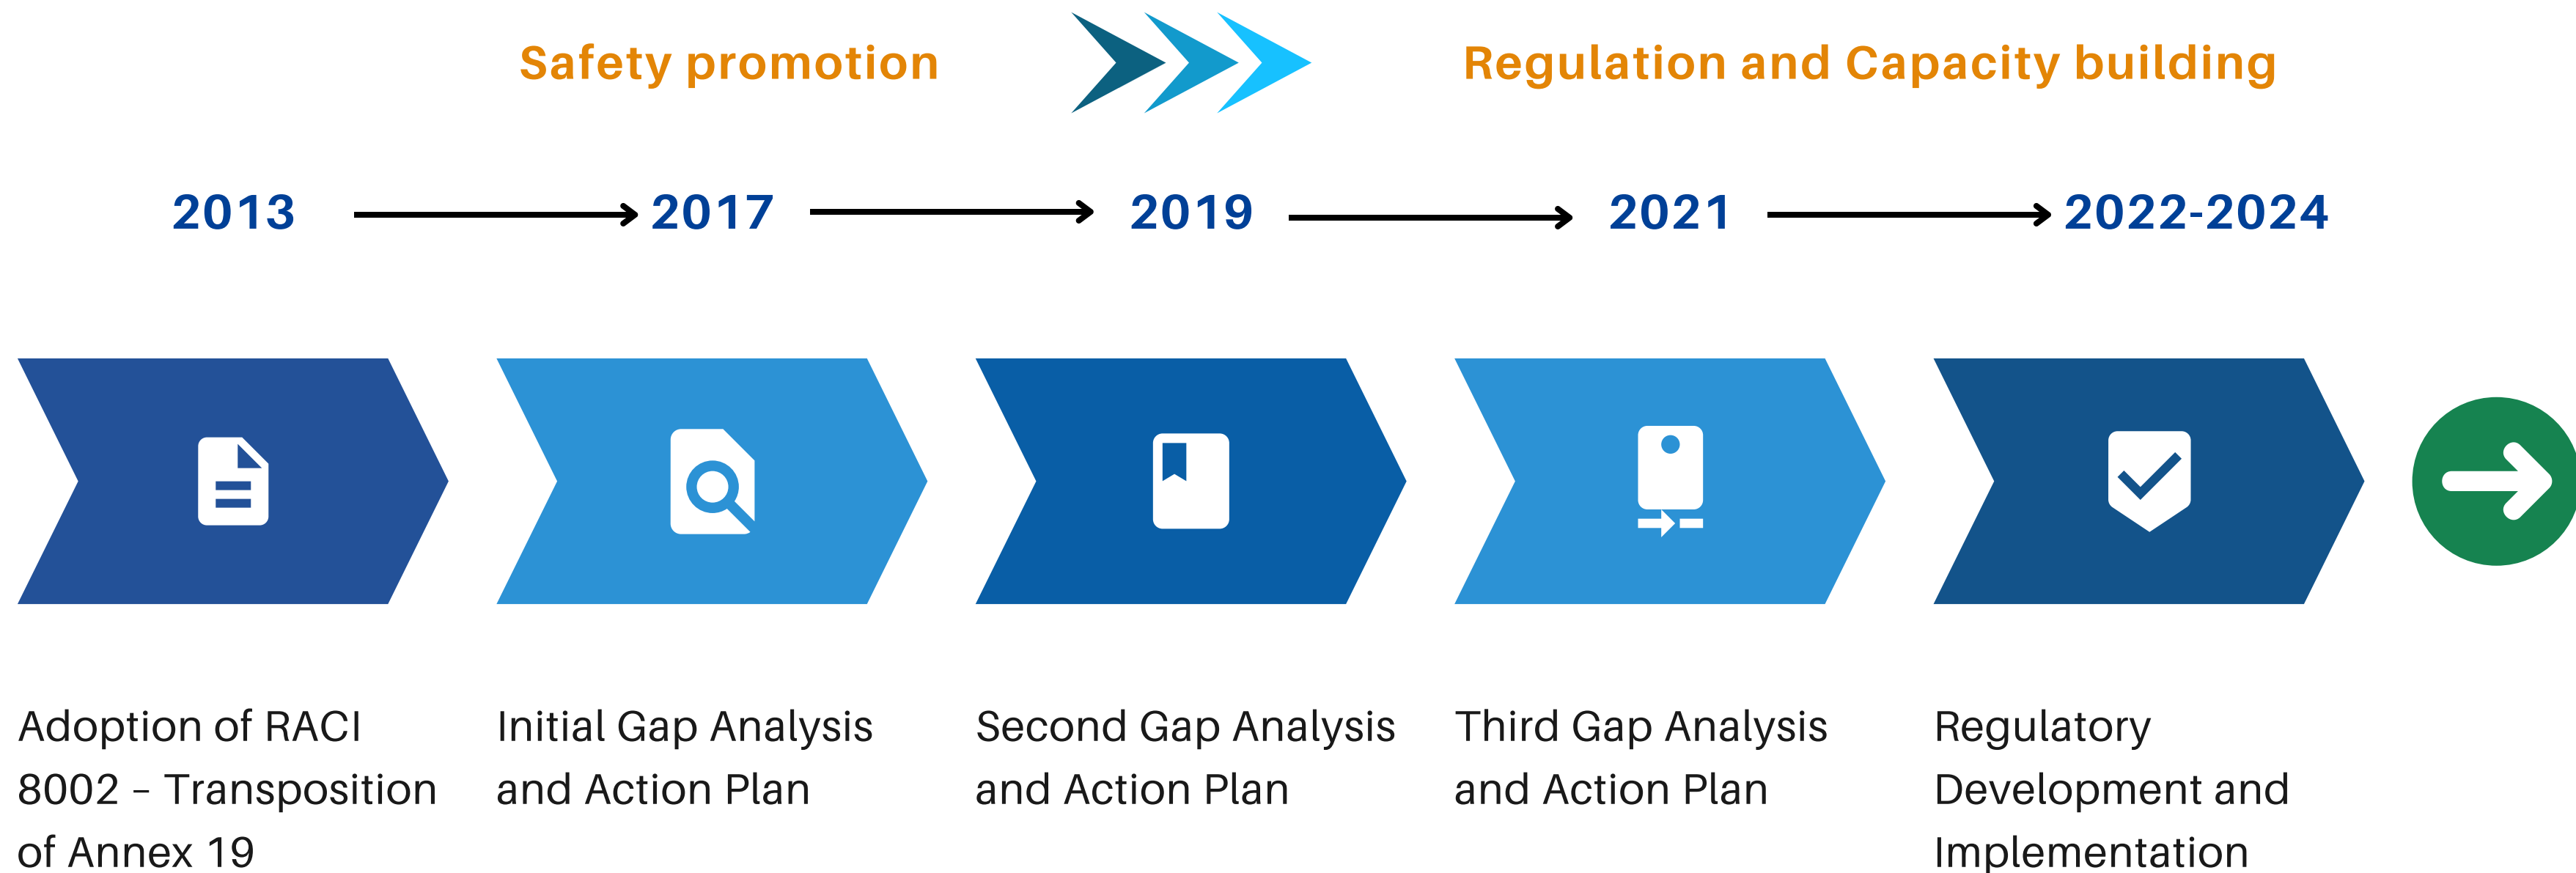 Safety promotion
Regulation and Capacity building
2013
2017
2019
2021
2022-2024
Adoption of RACI
8002 – Transposition
of Annex 19
Initial Gap Analysis
and Action Plan
Second Gap Analysis
and Action Plan
Third Gap Analysis
and Action Plan
Regulatory
Development and
Implementation